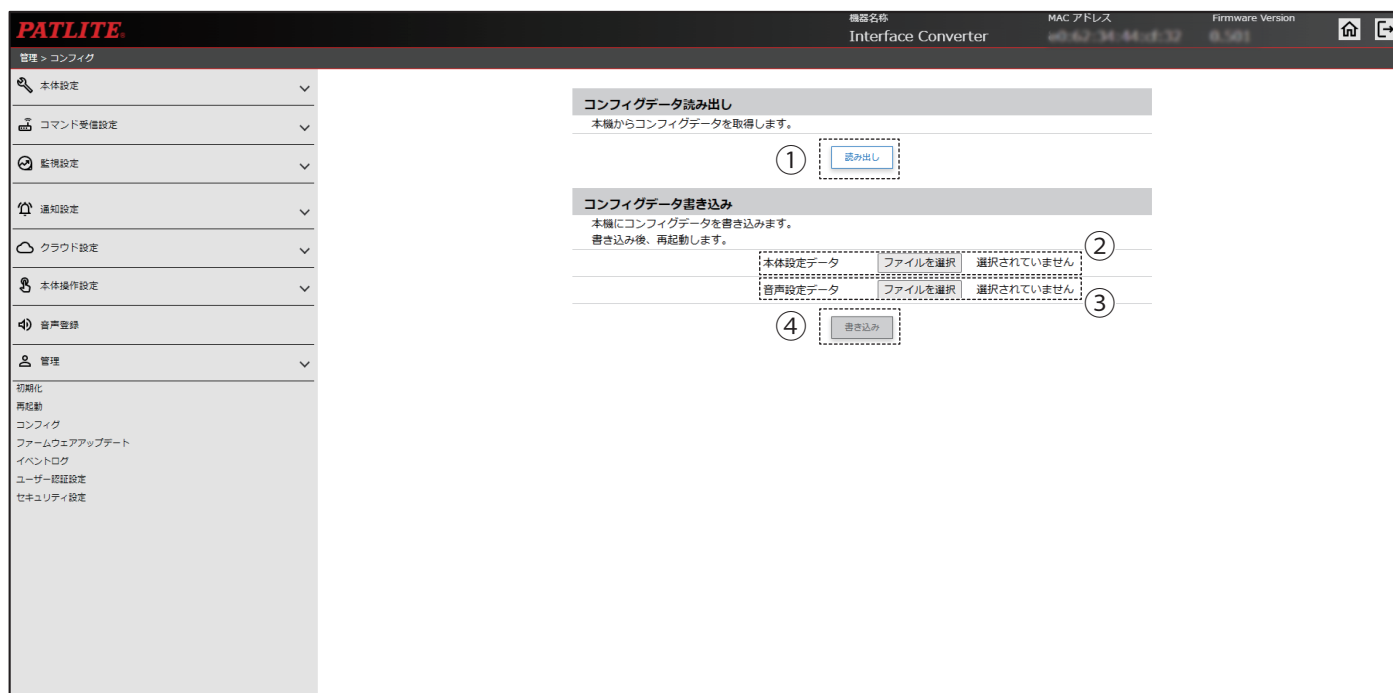 PATLITE
機器名称
Interface Converter
MAC アドレス
Firmware Version
管理 > コンフィグ
本体設定
コマンド受信設定
監視設定
通知設定
クラウド設定
本体操作設定
音声登録
管理
初期化
再起動
コンフィグ
ファームウェアアップデート
イベントログ
ユーザー認証設定
セキュリティ設定
コンフィグデータ読み出し
本機からコンフィグデータを取得します。
① 読み出し
コンフィグデータ書き込み
本機にコンフィグデータを書き込みます。
書き込み後、再起動します。
②
本体設定データ ファイルを選択 選択されていません
音声設定データ ファイルを選択 選択されていません
③
④ 書き込み